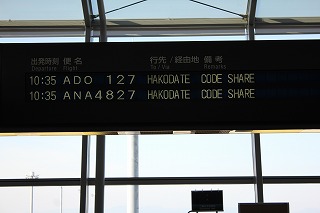 出発時刻 便名 行先/経由地 備考
Departure Flight To / Via Remarks
10:35 ADO 127 HAKODATE CODE SHARE
10:35 ANA4827 HAKODATE CODE SHARE